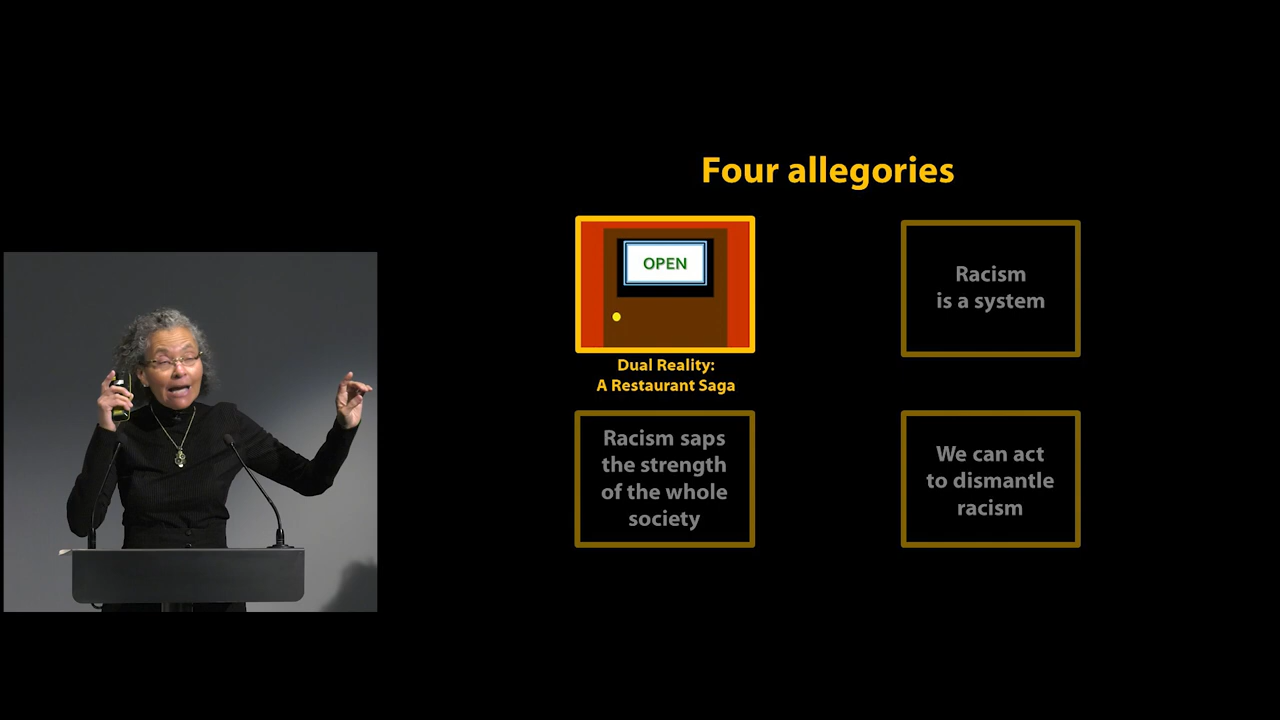 Four allegories
OPEN
Dual Reality:
A Restaurant Saga
Racism
is a system
Racism saps
the strength
of the whole
society
We can act
to dismantle
racism